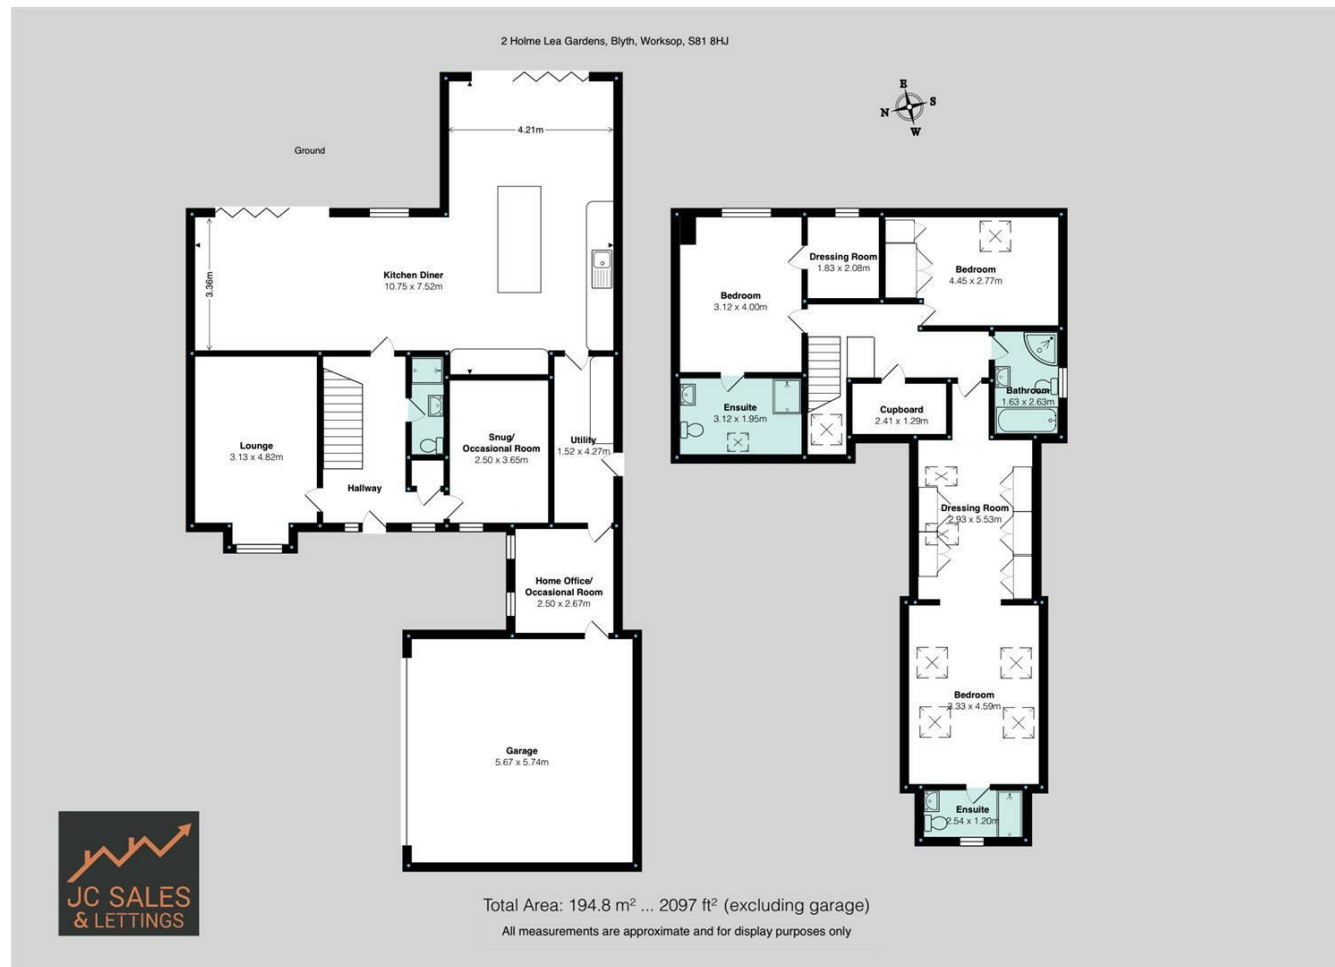 2 Holme Lea Gardens, Blyth, Worksop, S81 8HJ
E
N
S
W
Ground
4.21m
3.36m
Kitchen Diner
10.75 x 7.52m
Lounge
3.13 x 4.82m
Hallway
Snug/
Occasional Room
2.50 x 3.65m
Utility
1.52 x 4.27m
Home Office/
Occasional Room
2.50 x 2.67m
Garage
5.67 x 5.74m
Bedroom
3.12 x 4.00m
Dressing Room
1.83 x 2.08m
Bedroom
4.45 x 2.77m
Ensuite
3.12 x 1.95m
Cupboard
2.41 x 1.29m
Bathroom
1.63 x 2.63m
Dressing Room
2.93 x 5.53m
Bedroom
3.33 x 4.59m
Ensuite
2.54 x 1.20m
JC SALES
& LETTINGS
Total Area: 194.8 m² ... 2097 ft² (excluding garage)
All measurements are approximate and for display purposes only